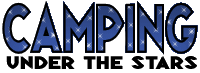 CAMPING
UNDER THE STARS